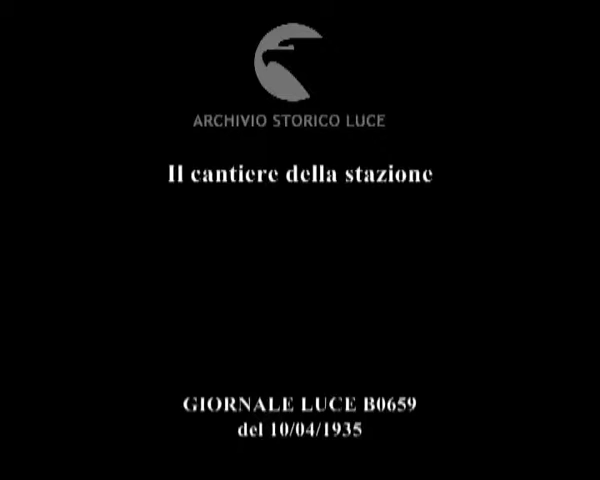 ARCHIVIO STORICO LUCE
Il cantiere della stazione
GIORNALE LUCE B0659
del 10/04/1935